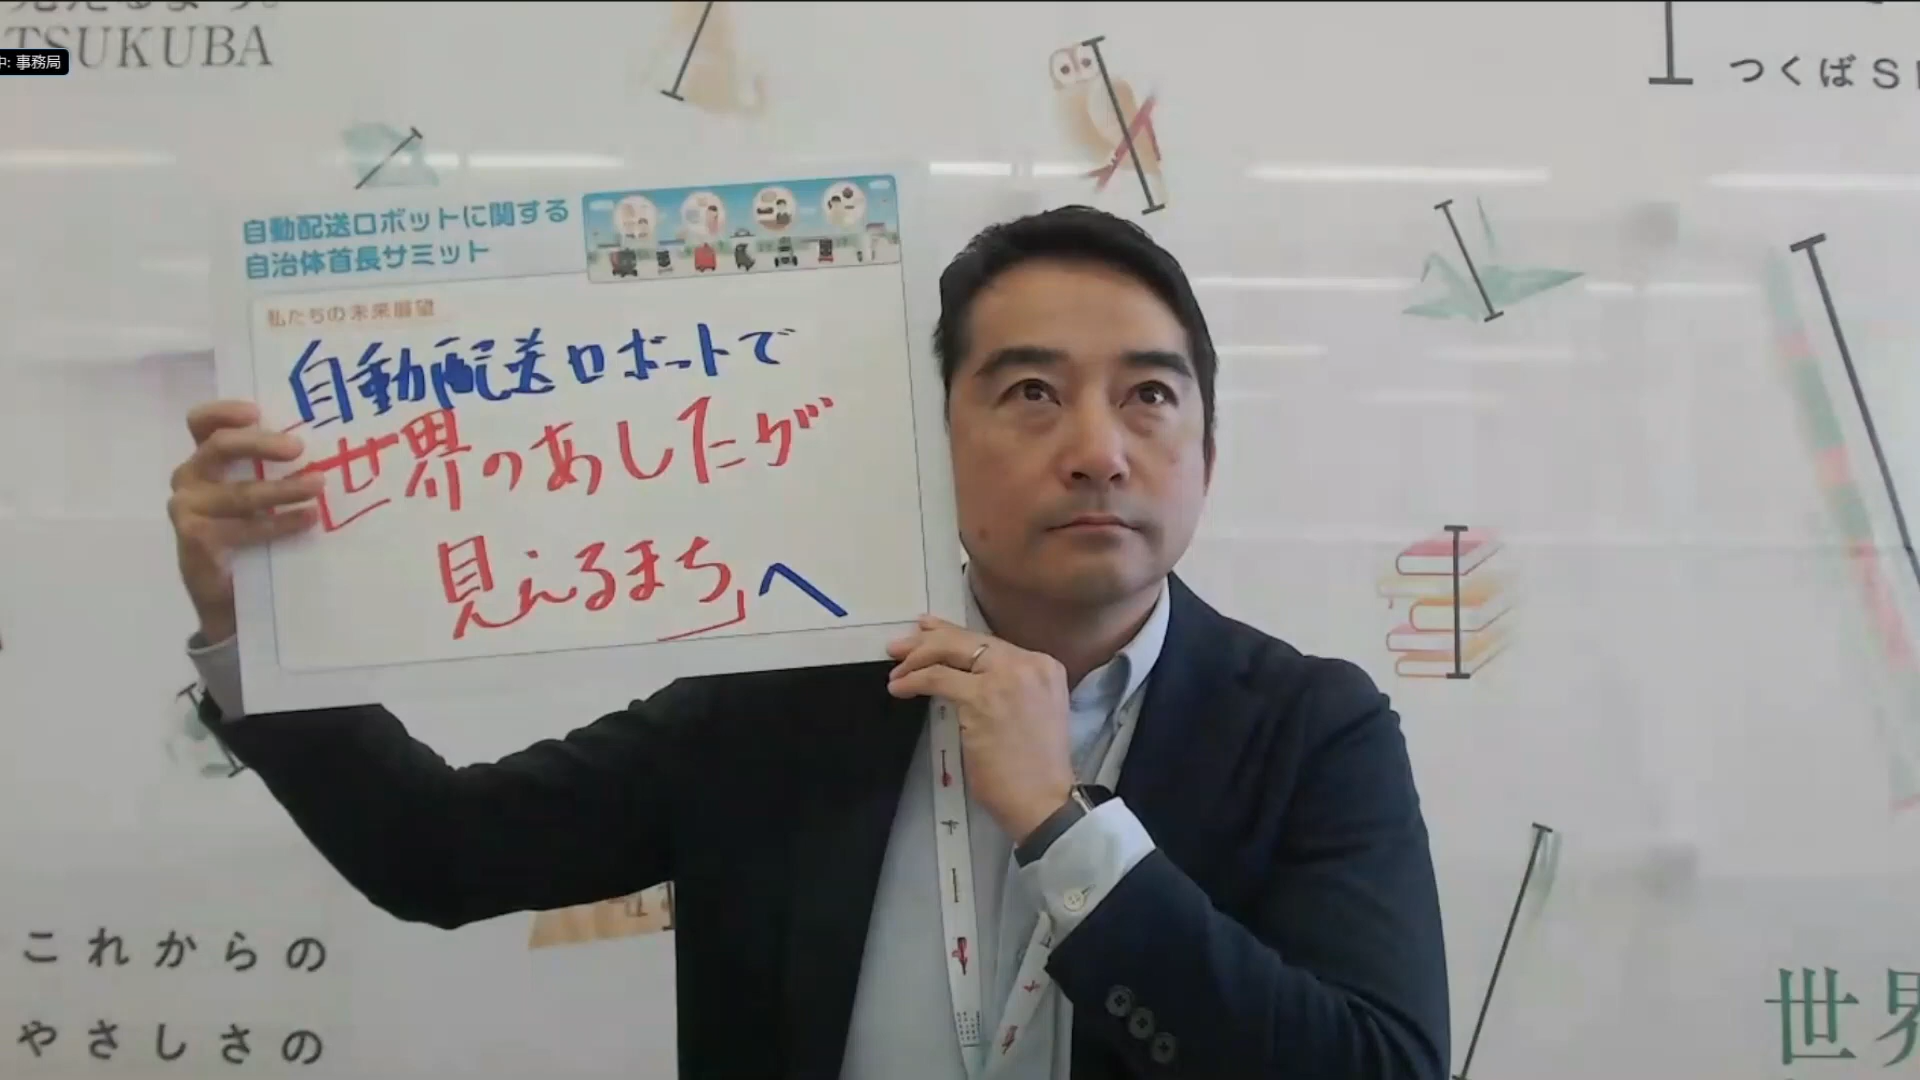 TSUKUBA
中: 事務局
つくばS
自動配送ロボットに関する
自治体首長サミット
私たちの未来展望
自動配送ロボットで
「世界のあしたが
見えるまち」へ
これからの
やさしさの
世界